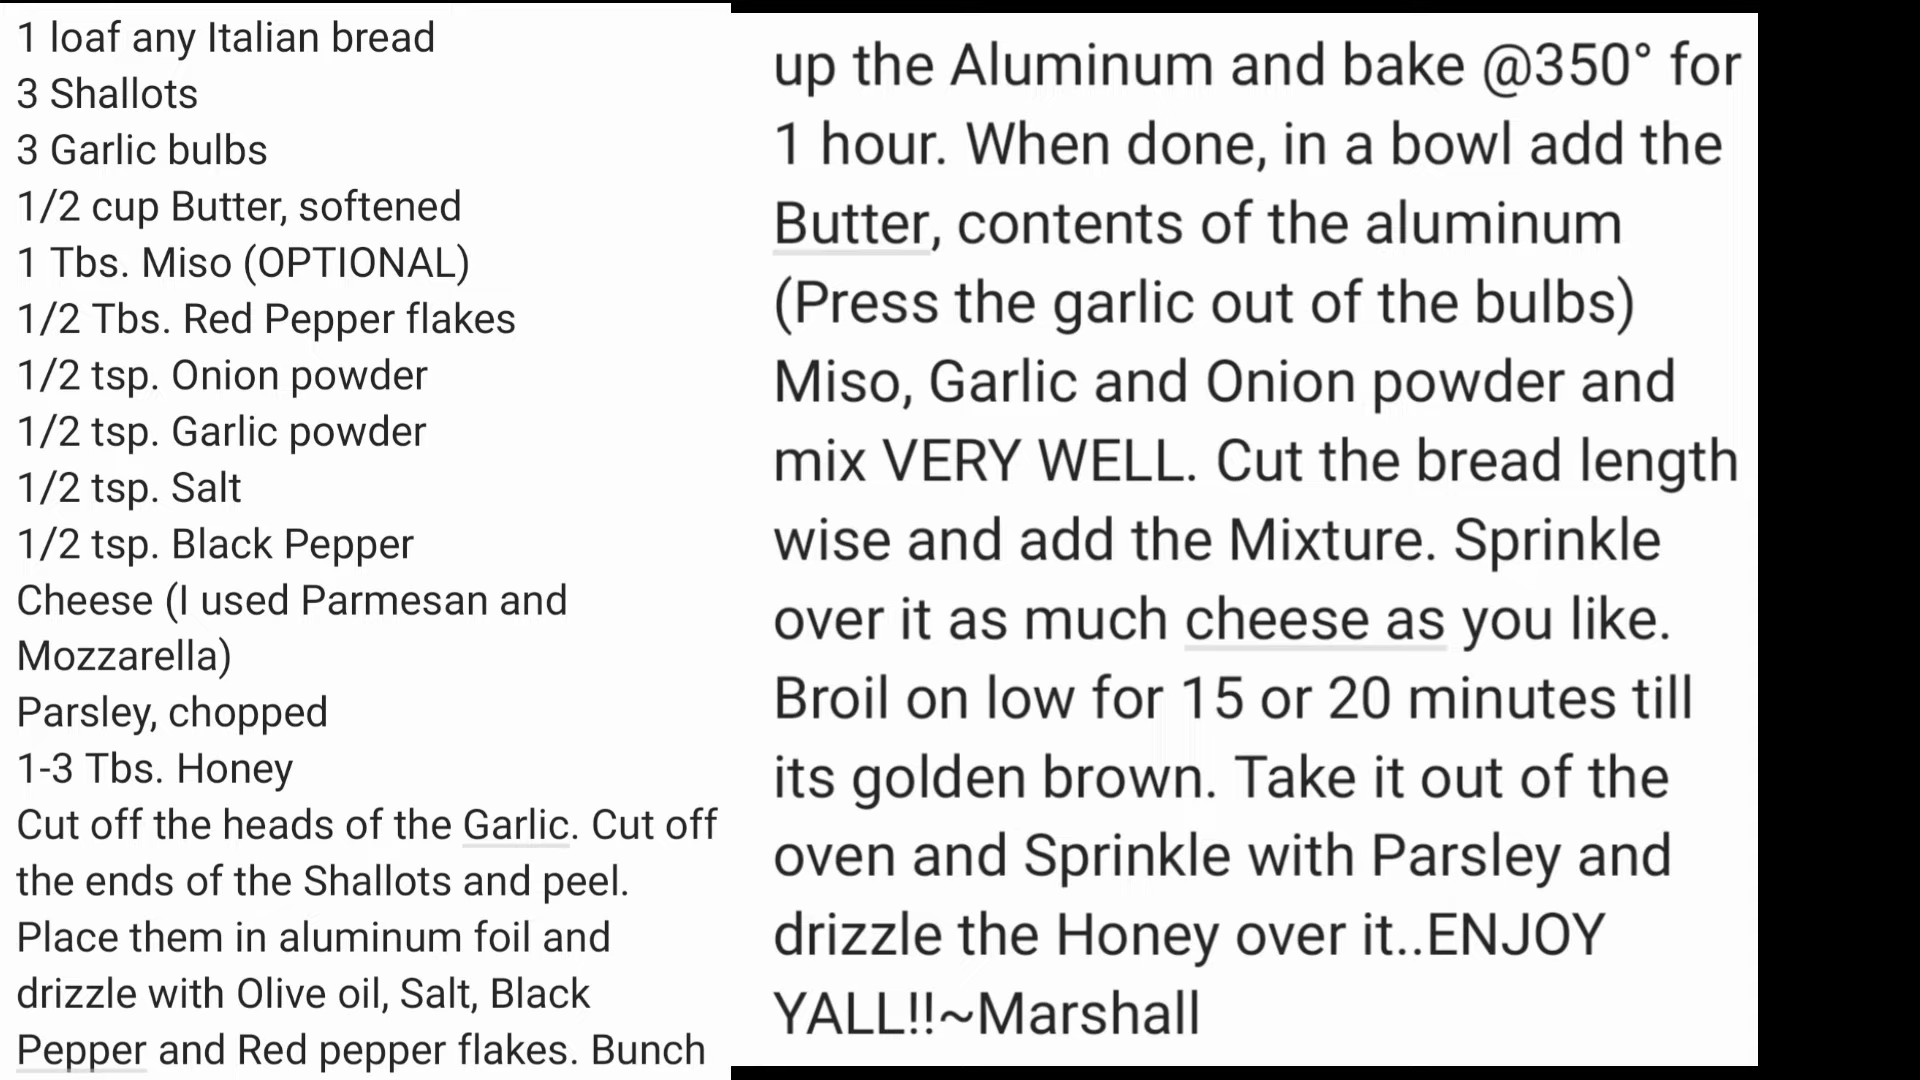 1 loaf any Italian bread
3 Shallots
3 Garlic bulbs
1/2 cup Butter, softened
1 Tbs. Miso (OPTIONAL)
1/2 Tbs. Red Pepper flakes
1/2 tsp. Onion powder
1/2 tsp. Garlic powder
1/2 tsp. Salt
1/2 tsp. Black Pepper
Cheese (I used Parmesan and
Mozzarella)
Parsley, chopped
1-3 Tbs. Honey
Cut off the heads of the Garlic. Cut off
the ends of the Shallots and peel.
Place them in aluminum foil and
drizzle with Olive oil, Salt, Black
Pepper and Red pepper flakes. Bunch
up the Aluminum and bake @350° for
1 hour. When done, in a bowl add the
Butter, contents of the aluminum
(Press the garlic out of the bulbs)
Miso, Garlic and Onion powder and
mix VERY WELL. Cut the bread length
wise and add the Mixture. Sprinkle
over it as much cheese as you like.
Broil on low for 15 or 20 minutes till
its golden brown. Take it out of the
oven and Sprinkle with Parsley and
drizzle the Honey over it..ENJOY
YALL!!~Marshall